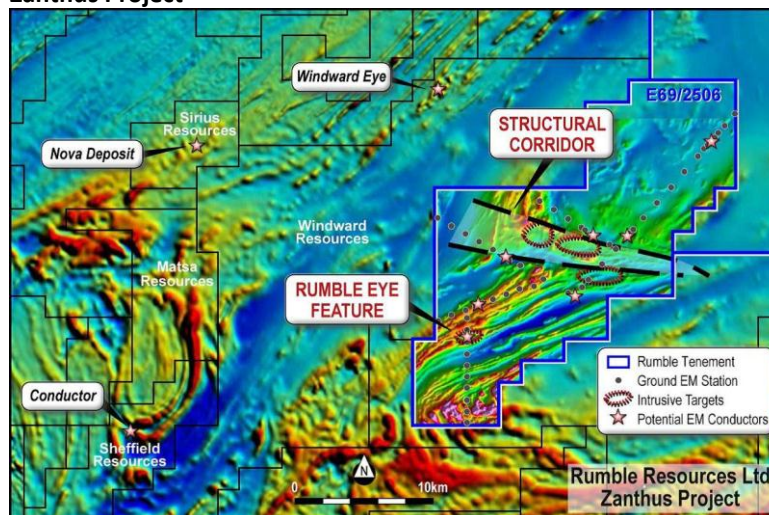 Zanthus Project
Windward Eye
E69/2506
Sirius
Resources
STRUCTURAL
CORRIDOR
Nova Deposit
Windward
Resources
Matsa
Resources
RUMBLE EYE
FEATURE
Conductor
Sheffield
Resources
Rumble Tenement
Ground EM Station
Intrusive Targets
Potential EM Conductors
N
0 10km
Rumble Resources Ltd
Zanthus Project